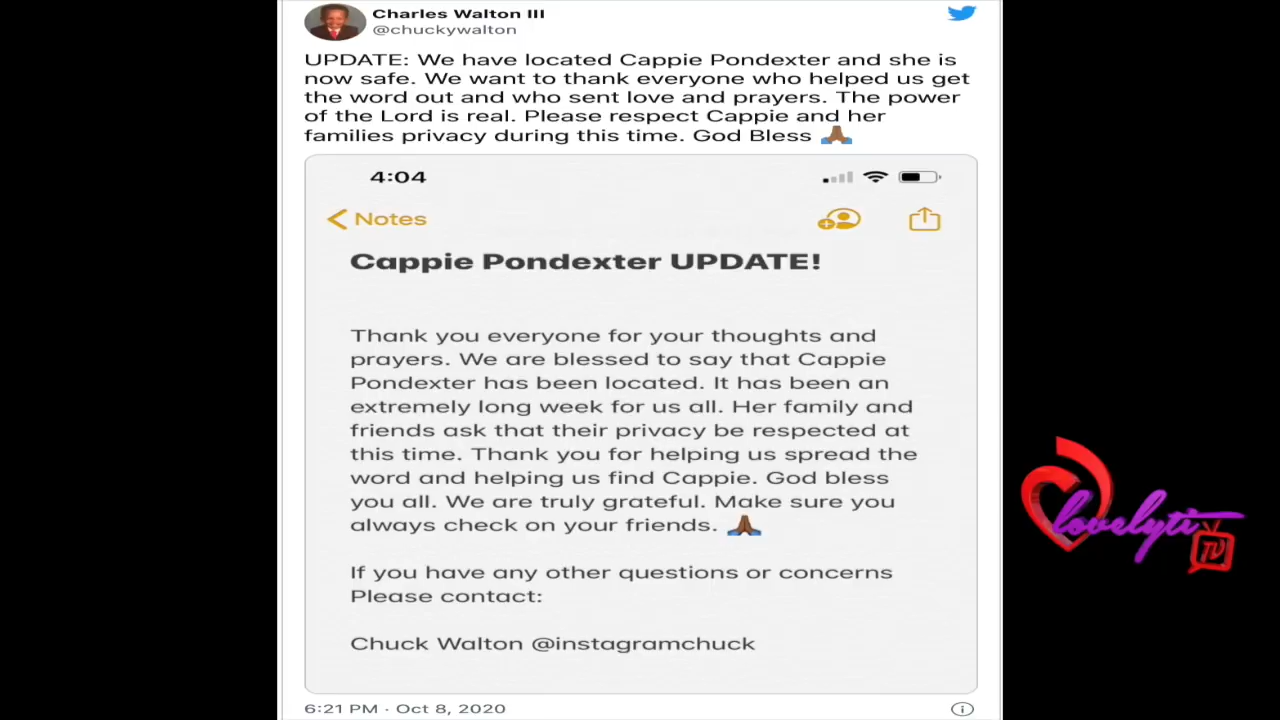 Charles Walton III
@chuckywalton
UPDATE: We have located Cappie Pondexter and she is
now safe. We want to thank everyone who helped us get
the word out and who sent love and prayers. The power
of the Lord is real. Please respect Cappie and her
families privacy during this time. God Bless 🙏🏾
4:04
Notes
Cappie Pondexter UPDATE!
Thank you everyone for your thoughts and
prayers. We are blessed to say that Cappie
Pondexter has been located. It has been an
extremely long week for us all. Her family and
friends ask that their privacy be respected at
this time. Thank you for helping us spread the
word and helping us find Cappie. God bless
you all. We are truly grateful. Make sure you
always check on your friends. 🙏🏾
If you have any other questions or concerns
Please contact:
Chuck Walton @instagramchuck
6:21 PM · Oct 8, 2020
lovelyti
TV